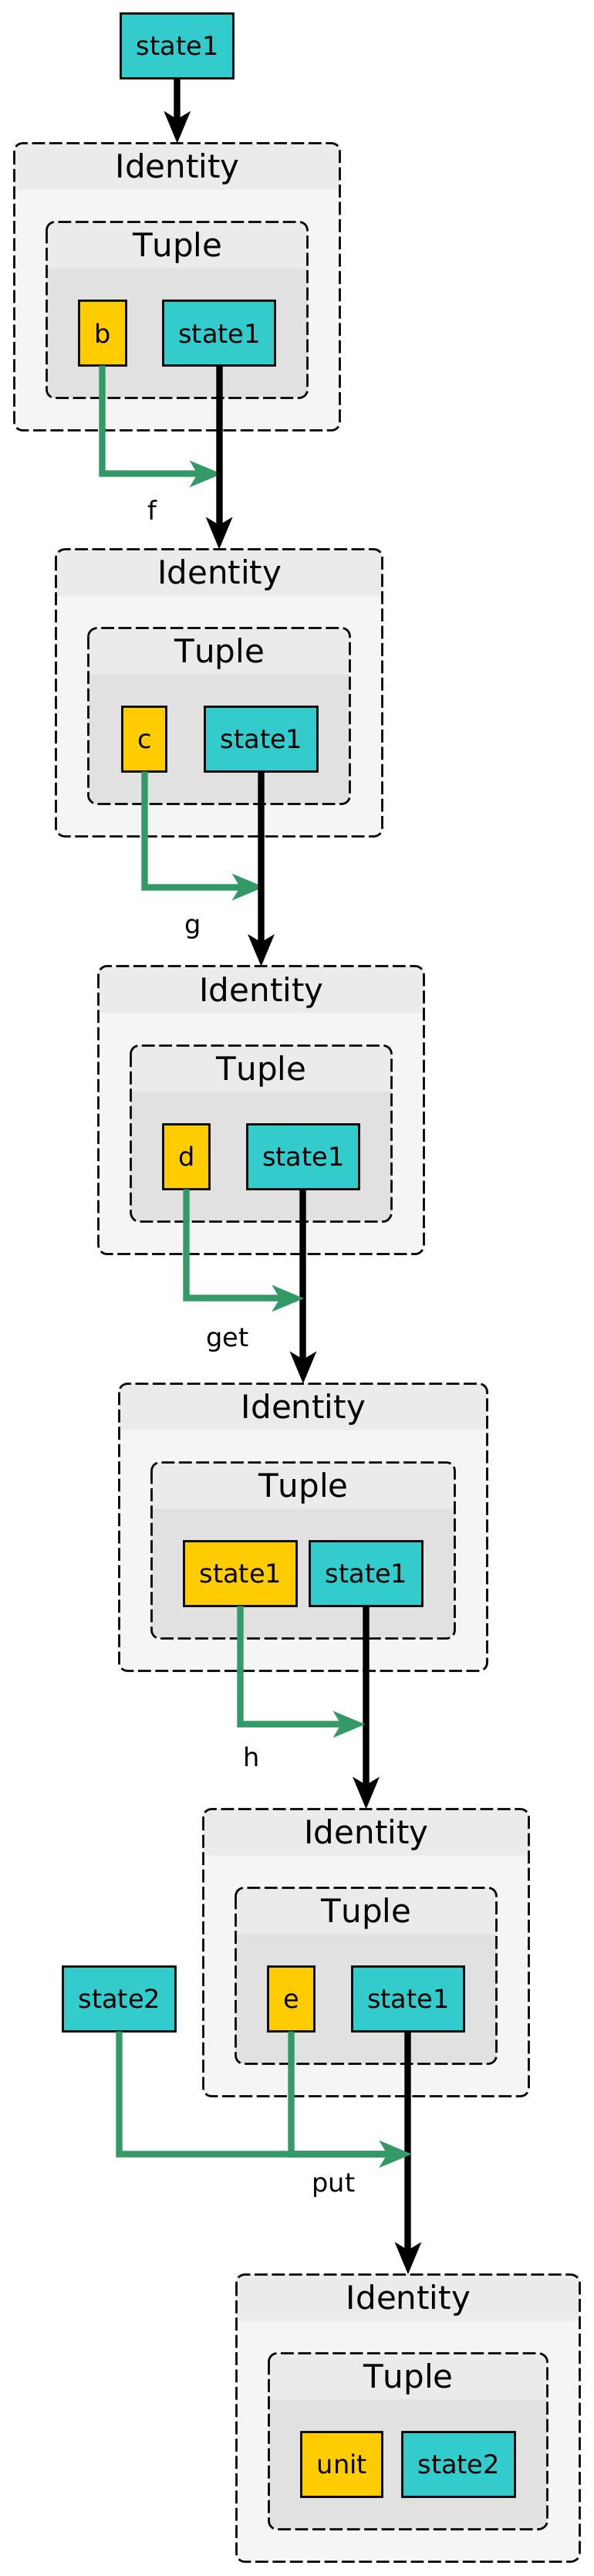 state1
Identity
Tuple
b state1
f
Identity
Tuple
c state1
g
Identity
Tuple
d state1
get
Identity
Tuple
state1 state1
h
Identity
Tuple
state2 e state1
put
Identity
Tuple
unit state2